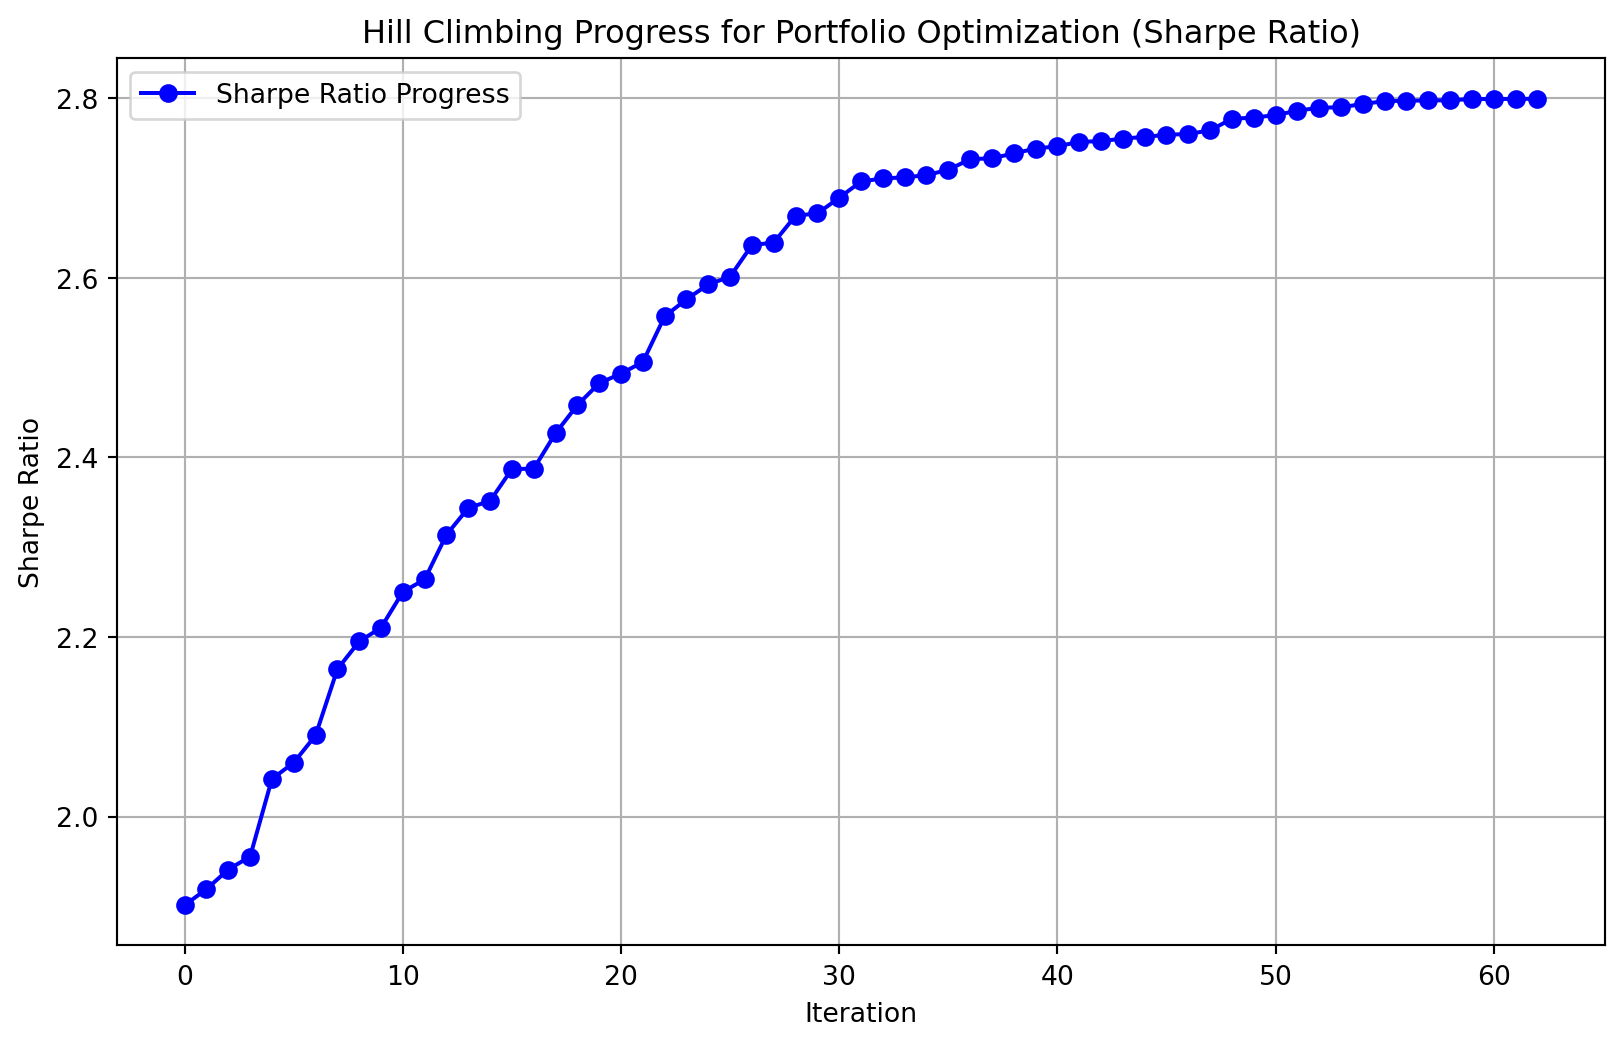 Hill Climbing Progress for Portfolio Optimization (Sharpe Ratio)
Sharpe Ratio Progress
2.8
2.6
2.4
2.2
2.0
Sharpe Ratio
0 10 20 30 40 50 60
Iteration